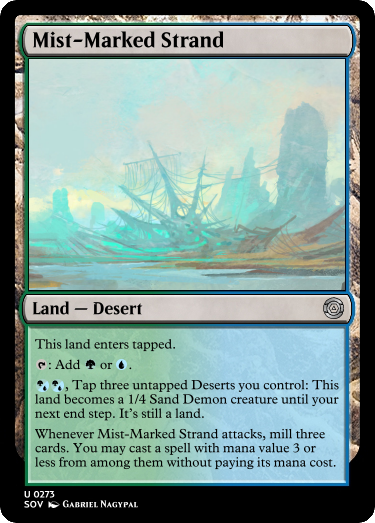 Mist-Marked Strand
Land — Desert
This land enters tapped.
: Add or .
, Tap three untapped Deserts you control: This
land becomes a 1/4 Sand Demon creature until your
next end step. It's still a land.
Whenever Mist-Marked Strand attacks, mill three
cards. You may cast a spell with mana value 3 or
less from among them without paying its mana cost.
U 0273
SOV Gabriel Nagypal